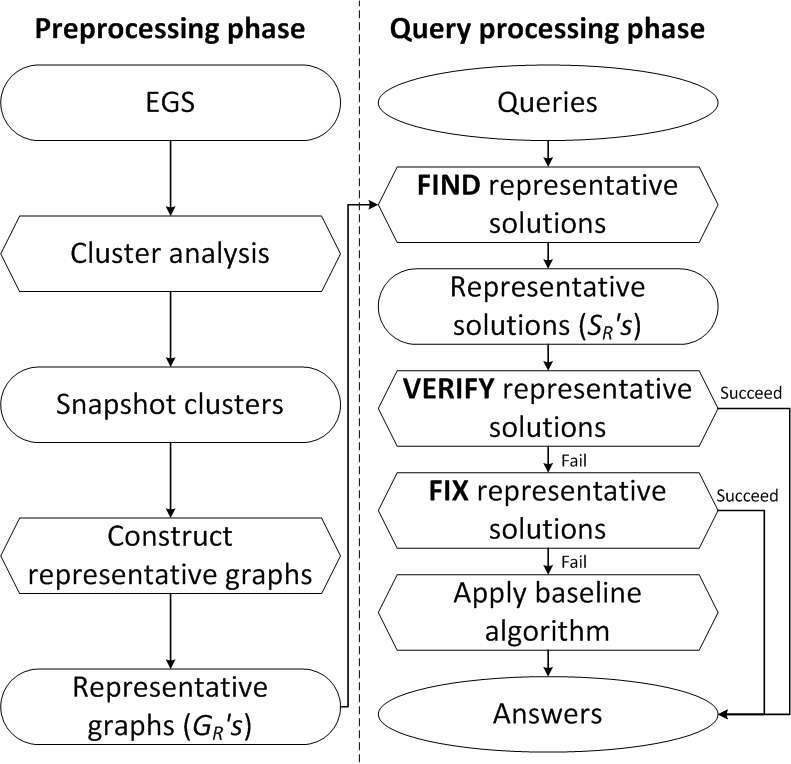 Preprocessing phase
EGS
Cluster analysis
Snapshot clusters
Construct
representative graphs
Representative
graphs (GR's)
Query processing phase
Queries
FIND representative
solutions
Representative
solutions (SR's)
VERIFY representative
solutions
Succeed
Fail
FIX representative
solutions
Succeed
Fail
Apply baseline
algorithm
Answers